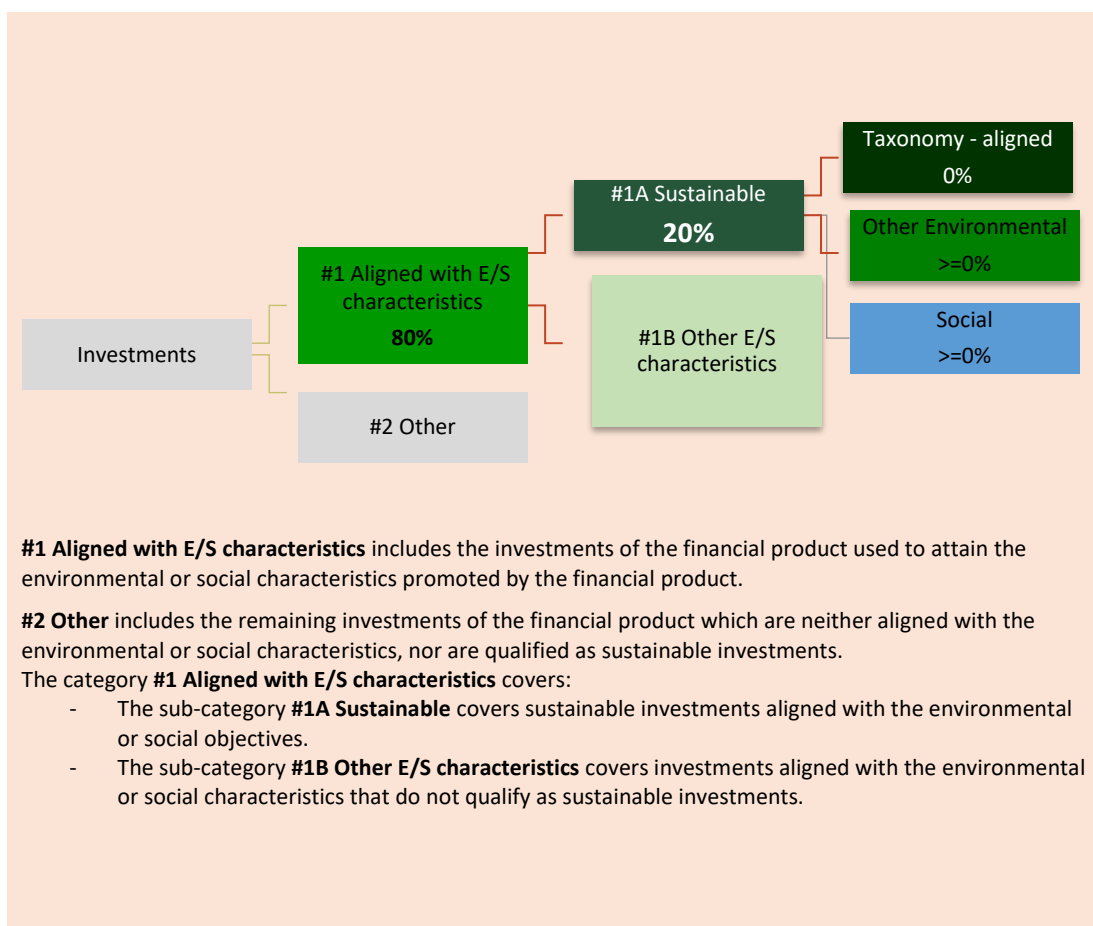 Taxonomy - aligned
0%
#1A Sustainable
20%
Other Environmental
>=0%
#1 Aligned with E/S
characteristics
80%
Social
>=0%
#1B Other E/S
characteristics
Investments
#2 Other
#1 Aligned with E/S characteristics includes the investments of the financial product used to attain the
environmental or social characteristics promoted by the financial product.
#2 Other includes the remaining investments of the financial product which are neither aligned with the
environmental or social characteristics, nor are qualified as sustainable investments.
The category #1 Aligned with E/S characteristics covers:
- The sub-category #1A Sustainable covers sustainable investments aligned with the environmental
or social objectives.
- The sub-category #1B Other E/S characteristics covers investments aligned with the environmental
or social characteristics that do not qualify as sustainable investments.